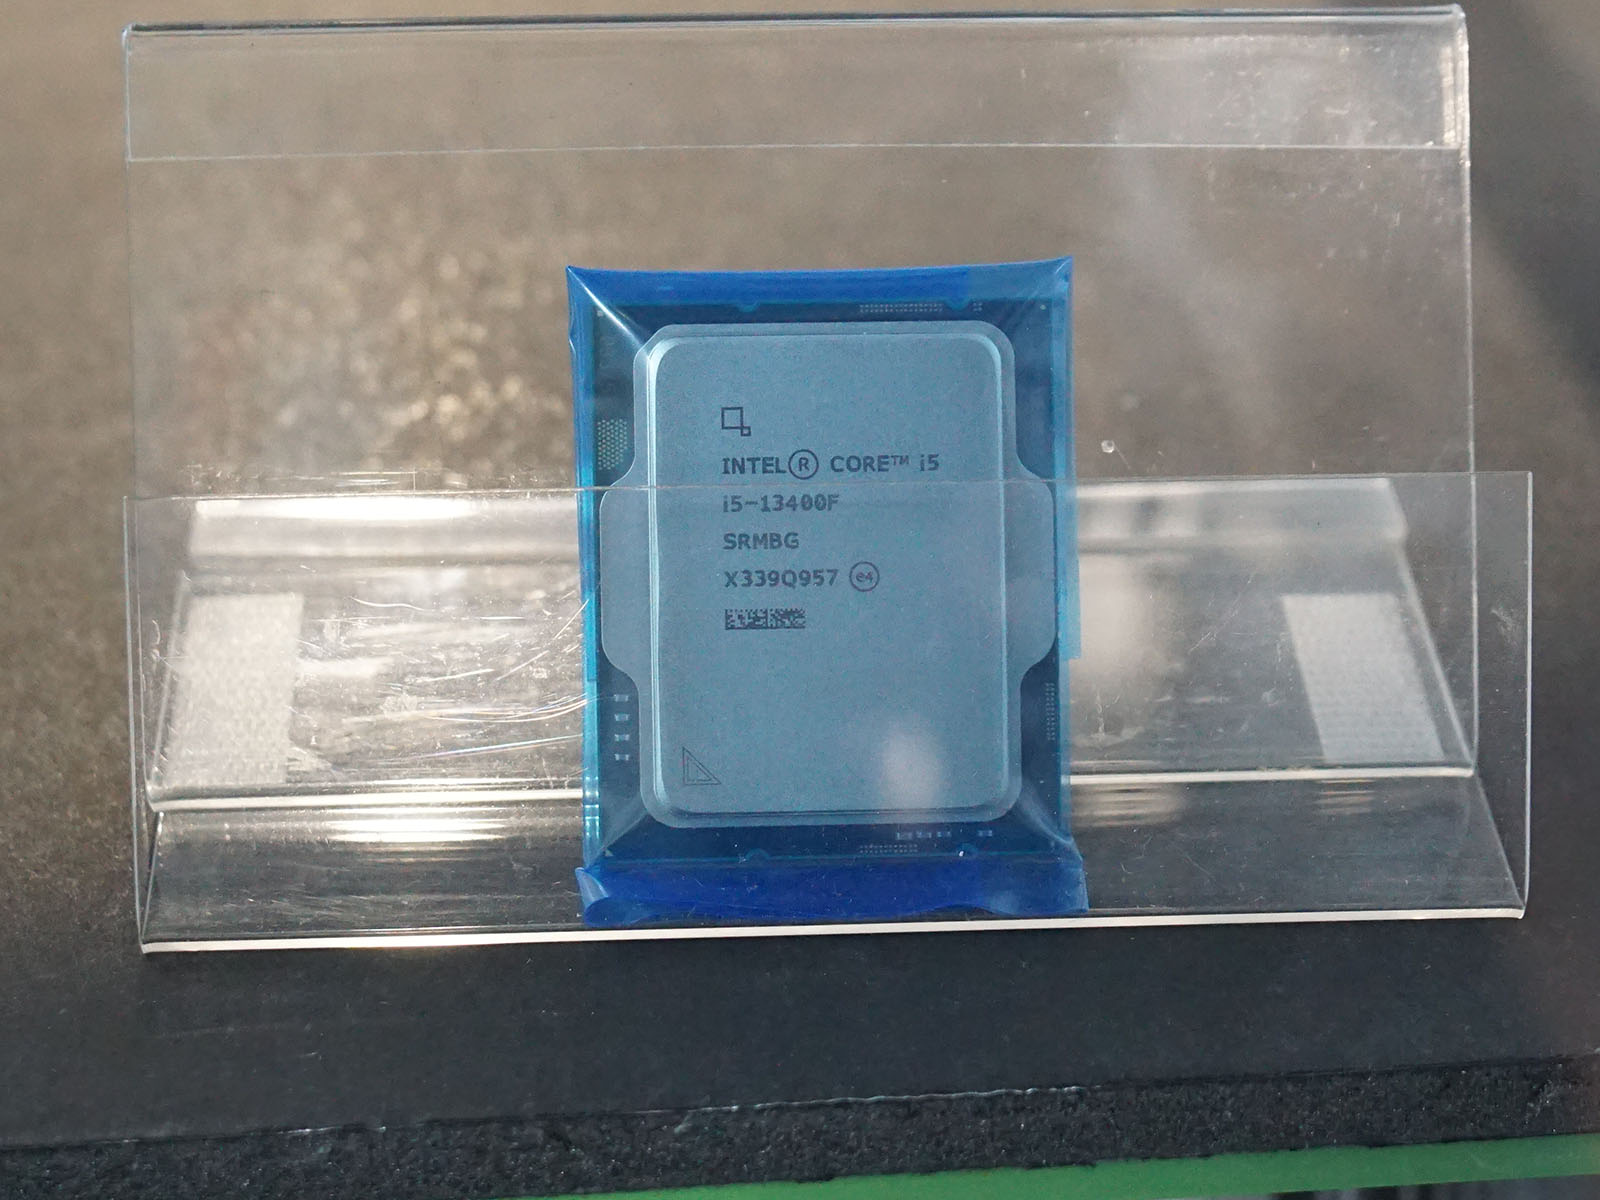 INTEL® CORE™ i5
i5-13400F
SRMBG
X339Q957 e4